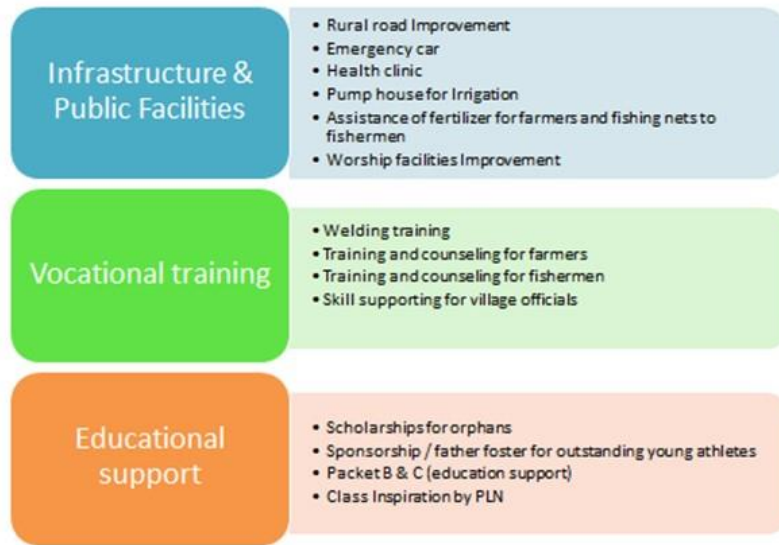 Infrastructure &
Public Facilities
• Rural road Improvement
• Emergency car
• Health clinic
• Pump house for Irrigation
• Assistance of fertilizer for farmers and fishing nets to
fishermen
• Worship facilities Improvement
Vocational training
• Welding training
• Training and counseling for farmers
• Training and counseling for fishermen
• Skill supporting for village officials
Educational
support
• Scholarships for orphans
• Sponsorship / father foster for outstanding young athletes
• Packet B & C (education support)
• Class Inspiration by PLN